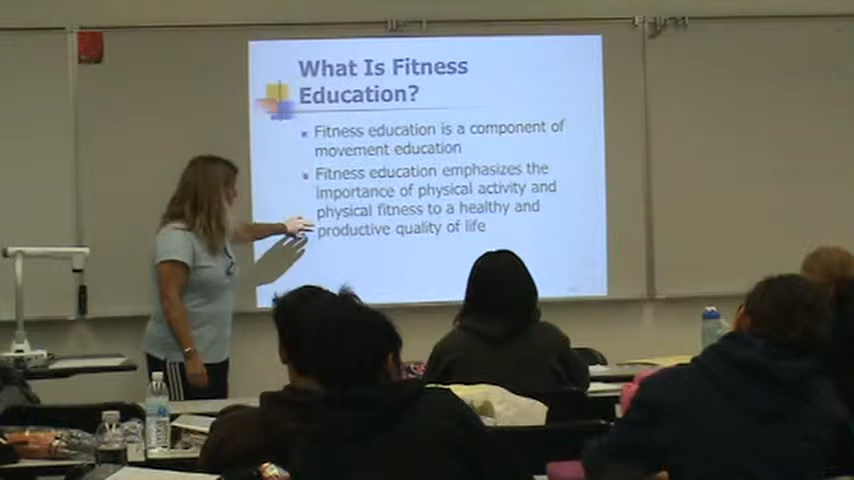 What Is Fitness
Education?
Fitness education is a component of
movement education
Fitness education emphasizes the
importance of physical activity and
physical fitness to a healthy and
productive quality of life